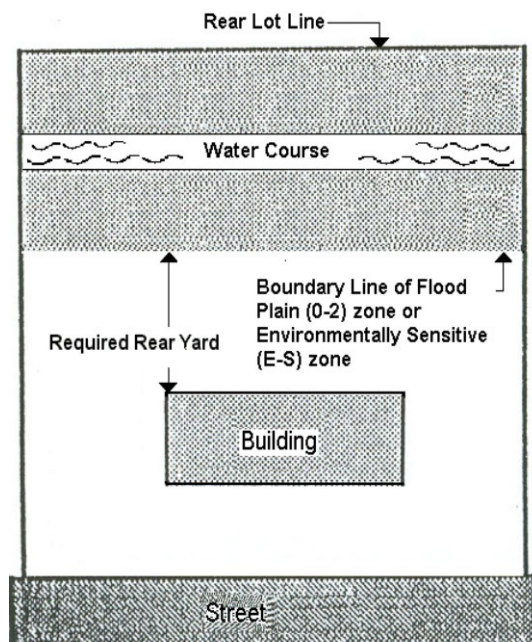 Rear Lot Line
Water Course
Boundary Line of Flood
Plain (0-2) zone or
Environmentally Sensitive
(E-S) zone
Required Rear Yard
Building
Street